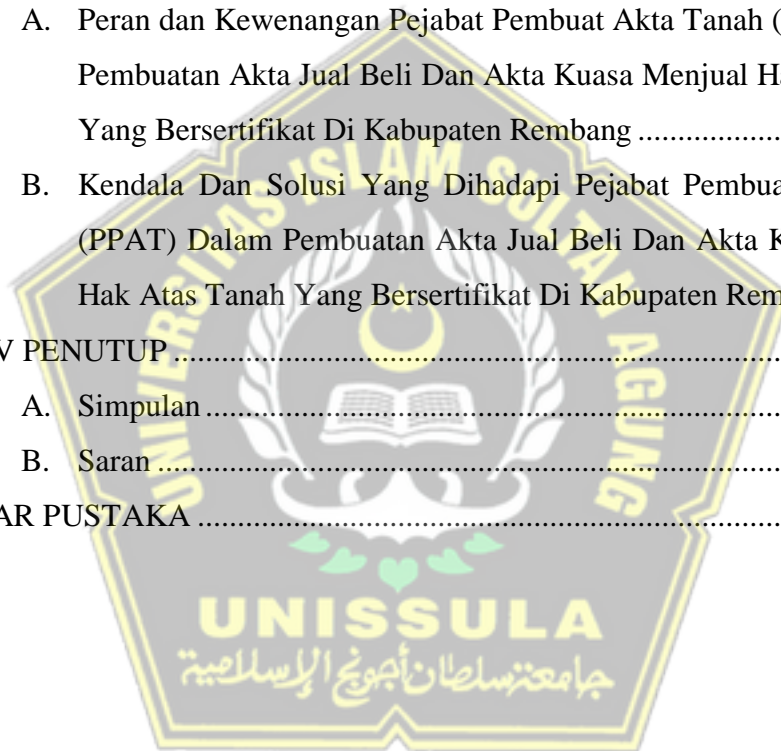 A. Peran dan Kewenangan Pejabat Pembuat Akta Tanah (
Pembuatan Akta Jual Beli Dan Akta Kuasa Menjual Ha
Yang Bersertifikat Di Kabupaten Rembang ....................
B. Kendala Dan Solusi Yang Dihadapi Pejabat Pembua
(PPAT) Dalam Pembuatan Akta Jual Beli Dan Akta K
Hak Atas Tanah Yang Bersertifikat Di Kabupaten Rem
V PENUTUP ....................................................................
A. Simpulan ....................................................................
B. Saran ....................................................................
AR PUSTAKA ....................................................................
UNIVERSITAS ISLAM SULTAN AGUNG
UNISSULA
جامعة سلطان أجونج الإسلامية